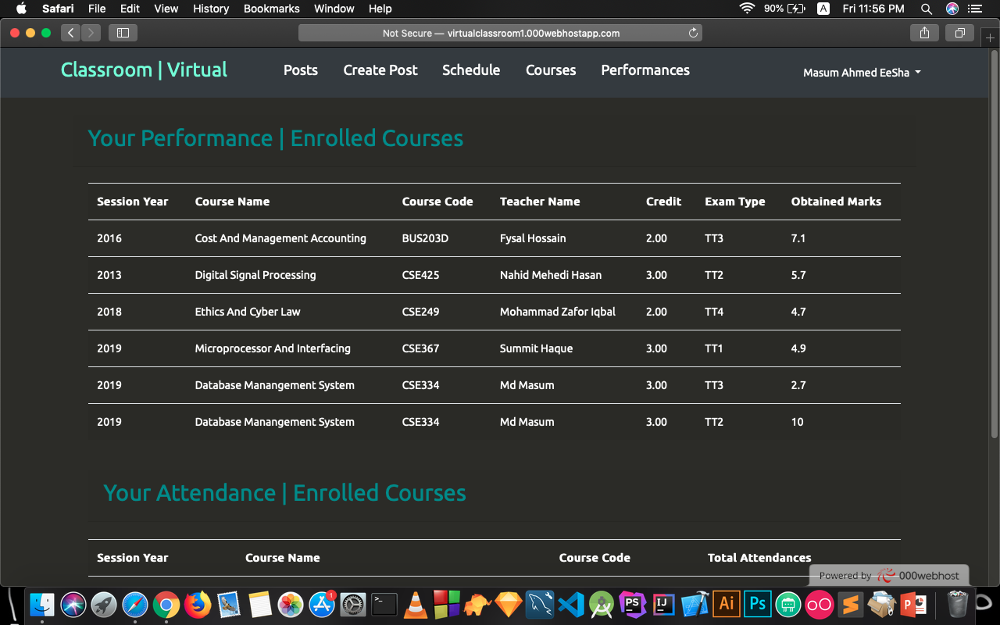 Safari File Edit View History Bookmarks Window Help 90% A Fri 11:56 PM
Not Secure — virtualclassroom1.000webhostapp.com
Classroom | Virtual Posts Create Post Schedule Courses Performances Masum Ahmed EeSha
Your Performance | Enrolled Courses
Session Year Course Name Course Code Teacher Name Credit Exam Type Obtained Marks
2016 Cost And Management Accounting BUS203D Fysal Hossain 2.00 TT3 7.1
2013 Digital Signal Processing CSE425 Nahid Mehedi Hasan 3.00 TT2 5.7
2018 Ethics And Cyber Law CSE249 Mohammad Zafor Iqbal 2.00 TT4 4.7
2019 Microprocessor And Interfacing CSE367 Summit Haque 3.00 TT1 4.9
2019 Database Manangement System CSE334 Md Masum 3.00 TT3 2.7
2019 Database Manangement System CSE334 Md Masum 3.00 TT2 10
Your Attendance | Enrolled Courses
Session Year Course Name Course Code Total Attendances
Powered by 000webhost
1 PS IJ Ai Ps P